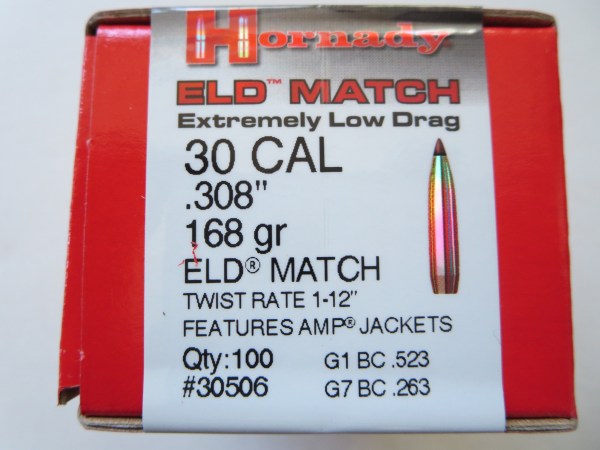 Hornady
ELD™ MATCH
Extremely Low Drag
30 CAL
.308"
168 gr
ELD® MATCH
TWIST RATE 1-12"
FEATURES AMP® JACKETS
Qty:100 G1 BC .523
#30506 G7 BC .263